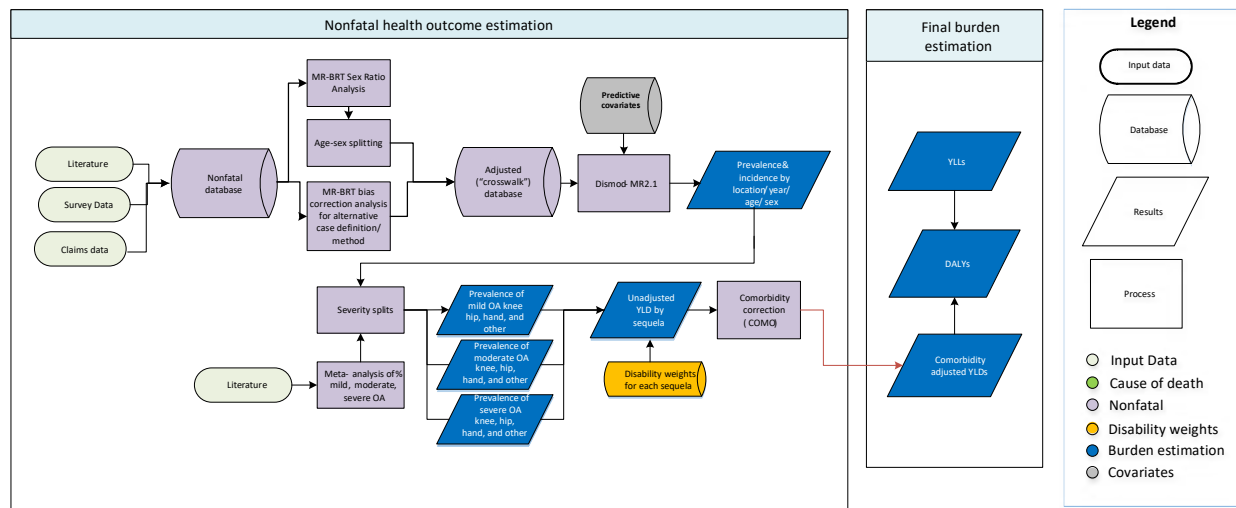 Nonfatal health outcome estimation
Final burden
estimation
Legend
Input data
Database
Results
Process
Input Data
Cause of death
Nonfatal
Disability weights
Burden estimation
Covariates
Literature
Survey Data
Claims data
Nonfatal
database
MR-BRT Sex Ratio
Analysis
Age-sex splitting
MR-BRT bias
correction analysis
for alternative
case definition/
method
Adjusted
("crosswalk")
database
Predictive
covariates
Dismod- MR2.1
Prevalence&
incidence by
location/ year/
age/ sex
Severity splits
Literature
Meta- analysis of%
mild, moderate,
severe OA
Prevalence of
mild OA knee
hip, hand, and
other
Prevalence of
moderate OA
knee, hip,
hand, and other
Prevalence of
severe OA
knee, hip,
hand, and other
Unadjusted
YLD by
sequela
Disability weights
for each sequela
Comorbidity
correction
( COMO)
YLLs
DALYs
Comorbidity
adjusted YLDs